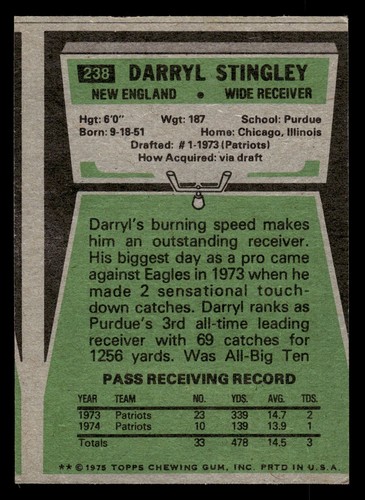 238 DARRYL STINGLEY
NEW ENGLAND • WIDE RECEIVER
Hgt: 6'0" Wgt: 187 School: Purdue
Born: 9-18-51 Home: Chicago, Illinois
Drafted: #1-1973 (Patriots)
How Acquired: via draft
Darryl's burning speed makes
him an outstanding receiver.
His biggest day as a pro came
against Eagles in 1973 when he
made 2 sensational touch-
down catches. Darryl ranks as
Purdue's 3rd all-time leading
receiver with 69 catches for
1256 yards. Was All-Big Ten
PASS RECEIVING RECORD
YEAR TEAM NO. YDS. AVG. TDS.
1973 Patriots 23 339 14.7 2
1974 Patriots 10 139 13.9 1
Totals 33 478 14.5 3
** © 1975 TOPPS CHEWING GUM, INC. PRTD IN U.S.A.